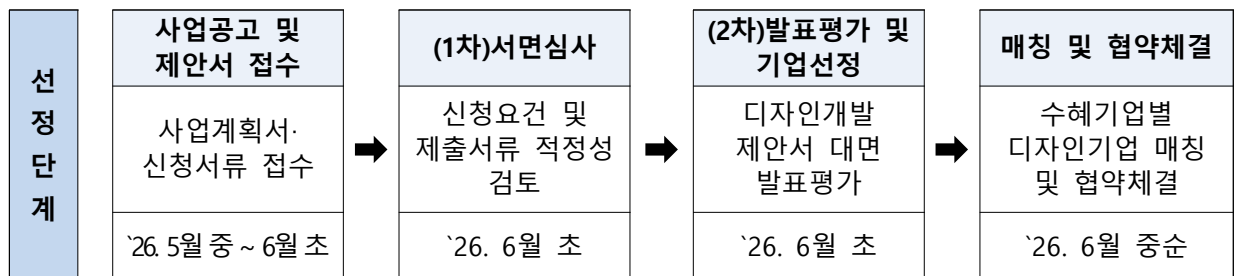 선
정
단
계
사업공고 및
제안서 접수
사업계획서·
신청서류 접수
`26. 5월 중 ~ 6월 초
(1차)서면심사
신청요건 및
제출서류 적정성
검토
`26. 6월 초
(2차)발표평가 및
기업선정
디자인개발
제안서 대면
발표평가
`26. 6월 초
매칭 및 협약체결
수혜기업별
디자인기업 매칭
및 협약체결
`26. 6월 중순